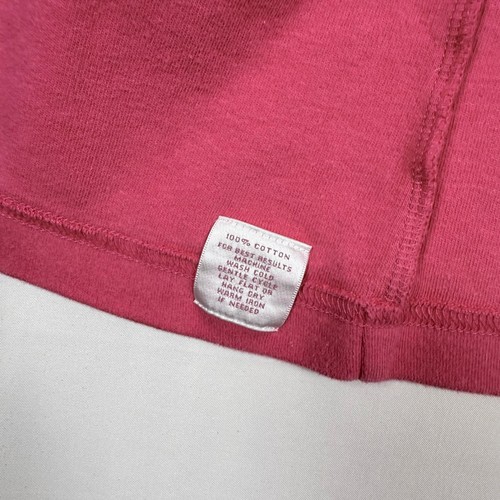 100% COTTON
FOR BEST RESULTS
MACHINE
WASH COLD
GENTLE CYCLE
LAY FLAT OR
HANG DRY
WARM IRON
IF NEEDED